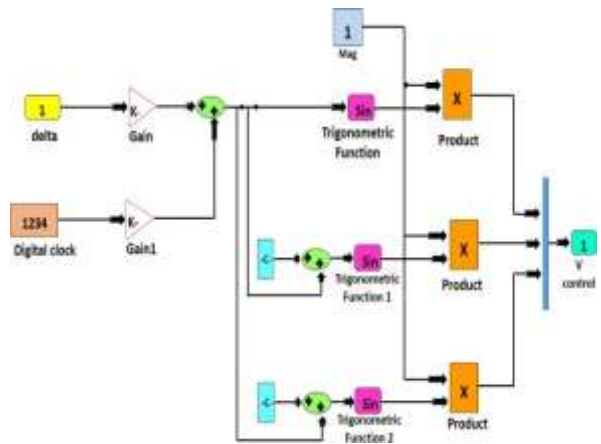 1
Mag
1
delta
K-
Gain
+
+
Sin
Trigonometric
Function
X
Product
1234
Digital clock
K-
Gain1
-C-
+
+
Sin
Trigonometric
Function 1
X
Product
1
V
control
-C-
+
+
Sin
Trigonometric
Function 2
X
Product